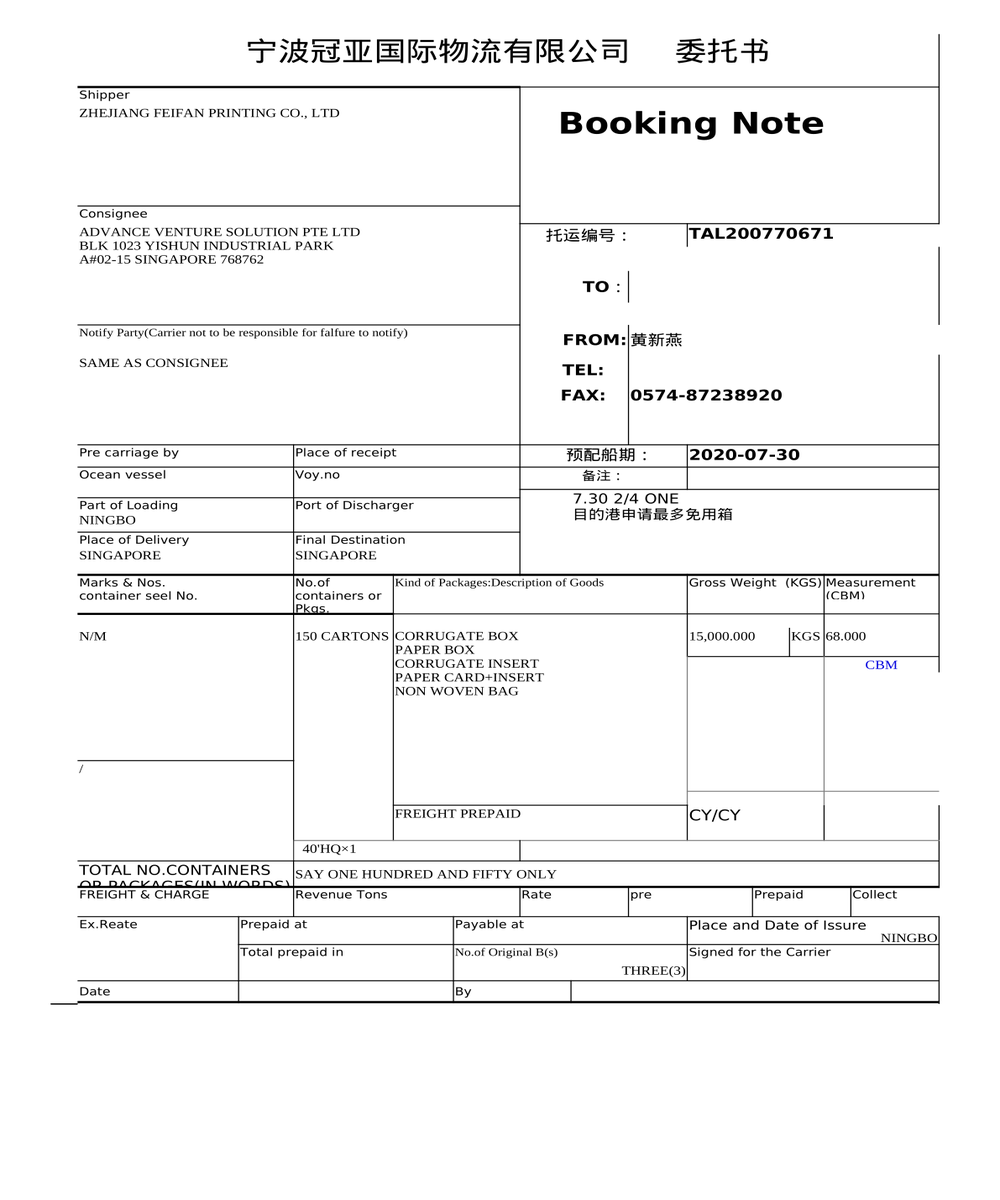 宁波冠亚国际物流有限公司 委托书
Shipper
ZHEJIANG FEIFAN PRINTING CO., LTD
Booking Note
Consignee
ADVANCE VENTURE SOLUTION PTE LTD
BLK 1023 YISHUN INDUSTRIAL PARK
A#02-15 SINGAPORE 768762
托运编号： TAL200770671
TO：
Notify Party(Carrier not to be responsible for falfure to notify)
SAME AS CONSIGNEE
FROM: 黄新燕
TEL:
FAX: 0574-87238920
Pre carriage by Place of receipt 预配船期： 2020-07-30
Ocean vessel Voy.no 备注：
7.30 2/4 ONE
目的港申请最多免用箱
Part of Loading Port of Discharger
NINGBO
Place of Delivery Final Destination
SINGAPORE SINGAPORE
Marks & Nos. No.of Kind of Packages:Description of Goods Gross Weight (KGS) Measurement
container seel No. containers or (CBM)
Pkgs.
N/M 150 CARTONS CORRUGATE BOX 15,000.000 KGS 68.000
PAPER BOX
CORRUGATE INSERT CBM
PAPER CARD+INSERT
NON WOVEN BAG
/
FREIGHT PREPAID CY/CY
40'HQ×1
TOTAL NO.CONTAINERS SAY ONE HUNDRED AND FIFTY ONLY
OR PACKAGES(IN WORDS)
FREIGHT & CHARGE Revenue Tons Rate pre Prepaid Collect
Ex.Reate Prepaid at Payable at Place and Date of Issure
NINGBO
Total prepaid in No.of Original B(s) Signed for the Carrier
THREE(3)
Date By